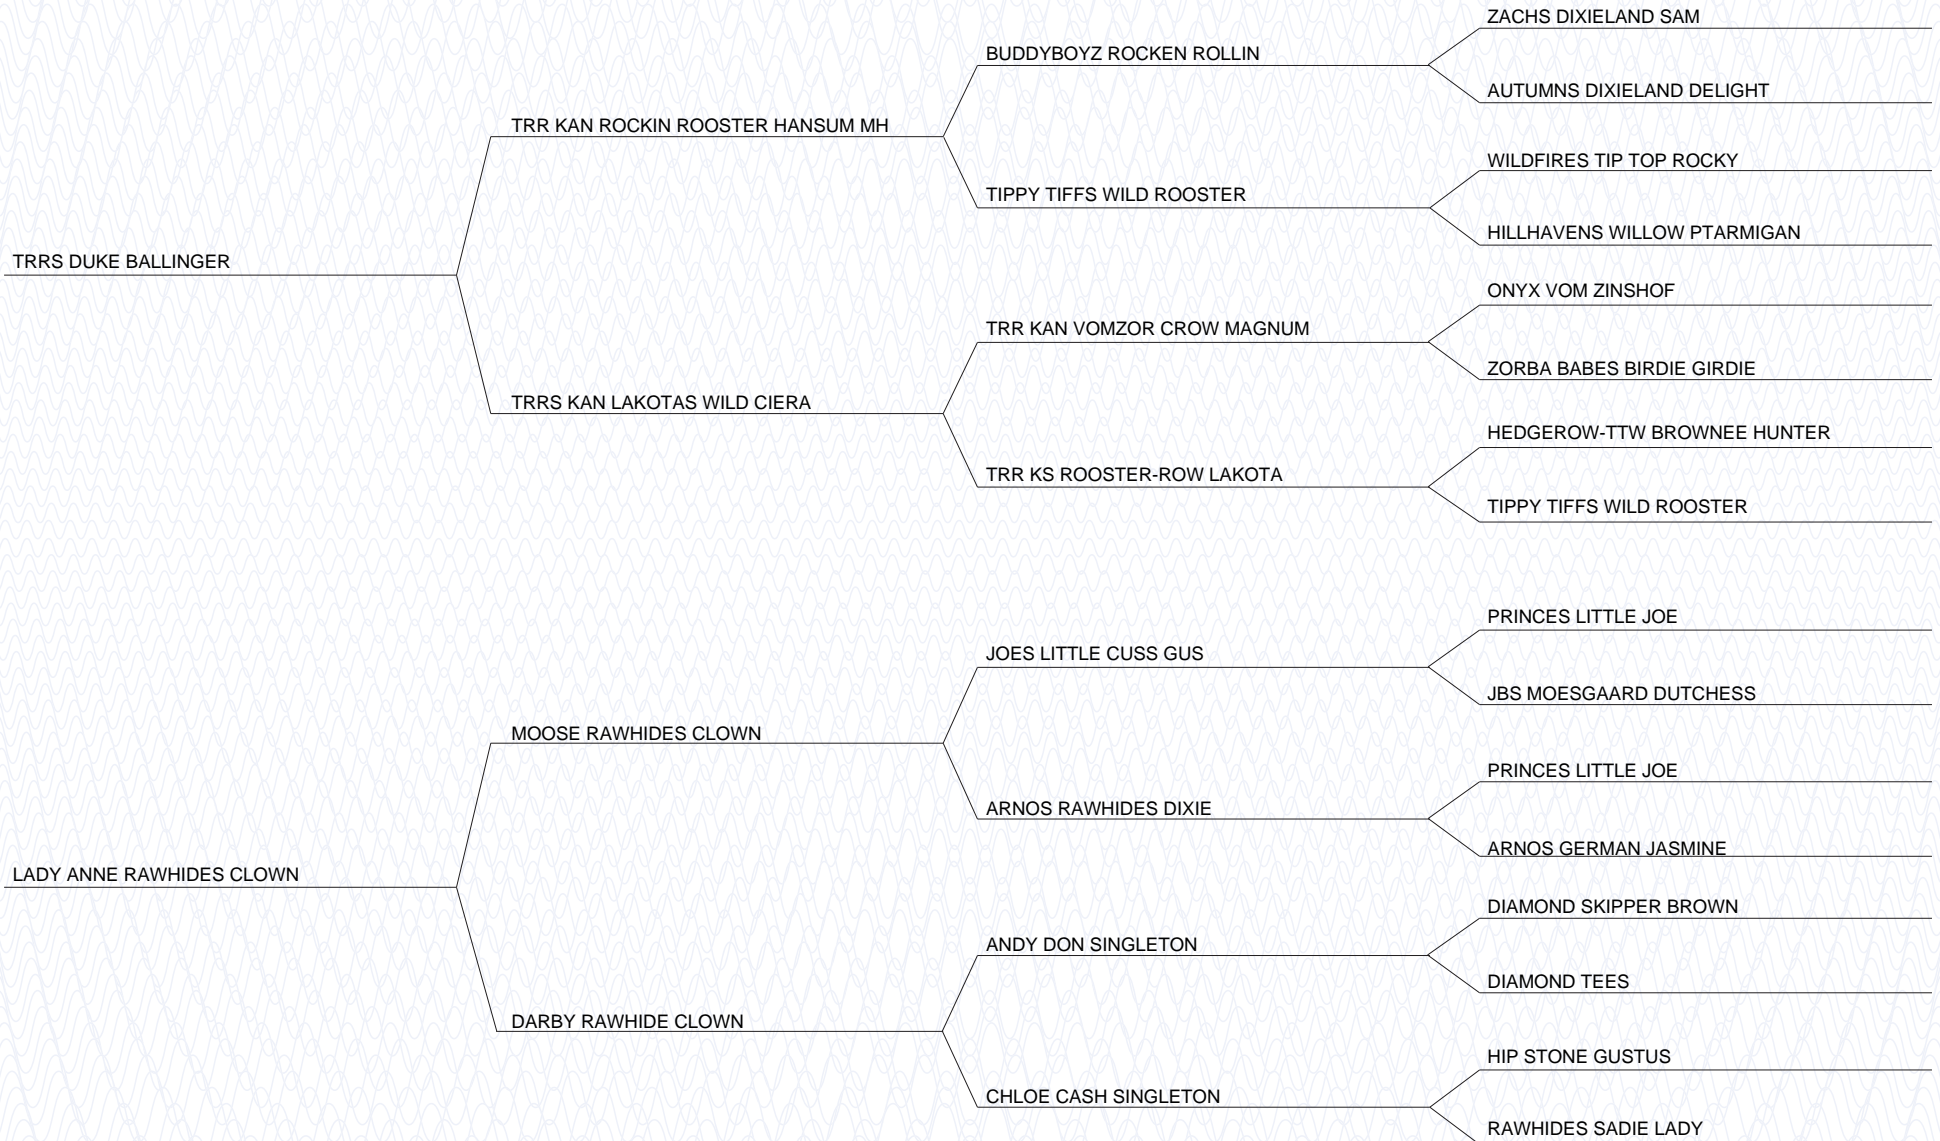 ZACHS DIXIELAND SAM
BUDDYBOYZ ROCKEN ROLLIN
AUTUMNS DIXIELAND DELIGHT
TRR KAN ROCKIN ROOSTER HANSUM MH
WILDFIRES TIP TOP ROCKY
TIPPY TIFFS WILD ROOSTER
HILLHAVENS WILLOW PTARMIGAN
TRRS DUKE BALLINGER
ONYX VOM ZINSHOF
TRR KAN VOMZOR CROW MAGNUM
ZORBA BABES BIRDIE GIRDIE
TRRS KAN LAKOTAS WILD CIERA
HEDGEROW-TTW BROWNEE HUNTER
TRR KS ROOSTER-ROW LAKOTA
TIPPY TIFFS WILD ROOSTER
PRINCES LITTLE JOE
JOES LITTLE CUSS GUS
JBS MOESGAARD DUTCHESS
MOOSE RAWHIDES CLOWN
PRINCES LITTLE JOE
ARNOS RAWHIDES DIXIE
ARNOS GERMAN JASMINE
LADY ANNE RAWHIDES CLOWN
DIAMOND SKIPPER BROWN
ANDY DON SINGLETON
DIAMOND TEES
DARBY RAWHIDE CLOWN
HIP STONE GUSTUS
CHLOE CASH SINGLETON
RAWHIDES SADIE LADY